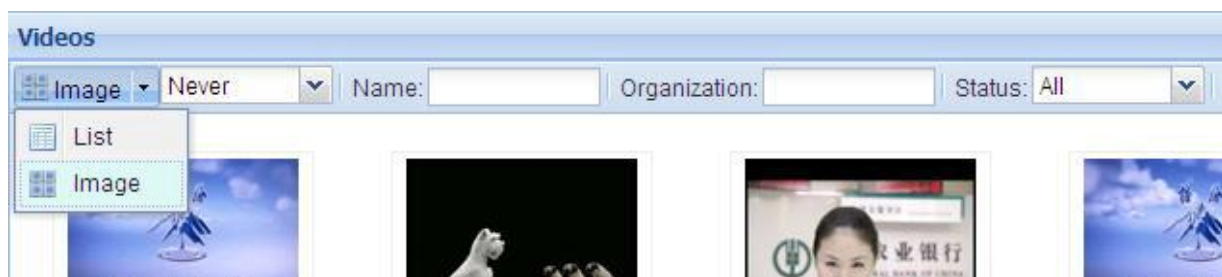 Videos
Image Never Name: Organization: Status: All
List
Image
业银行